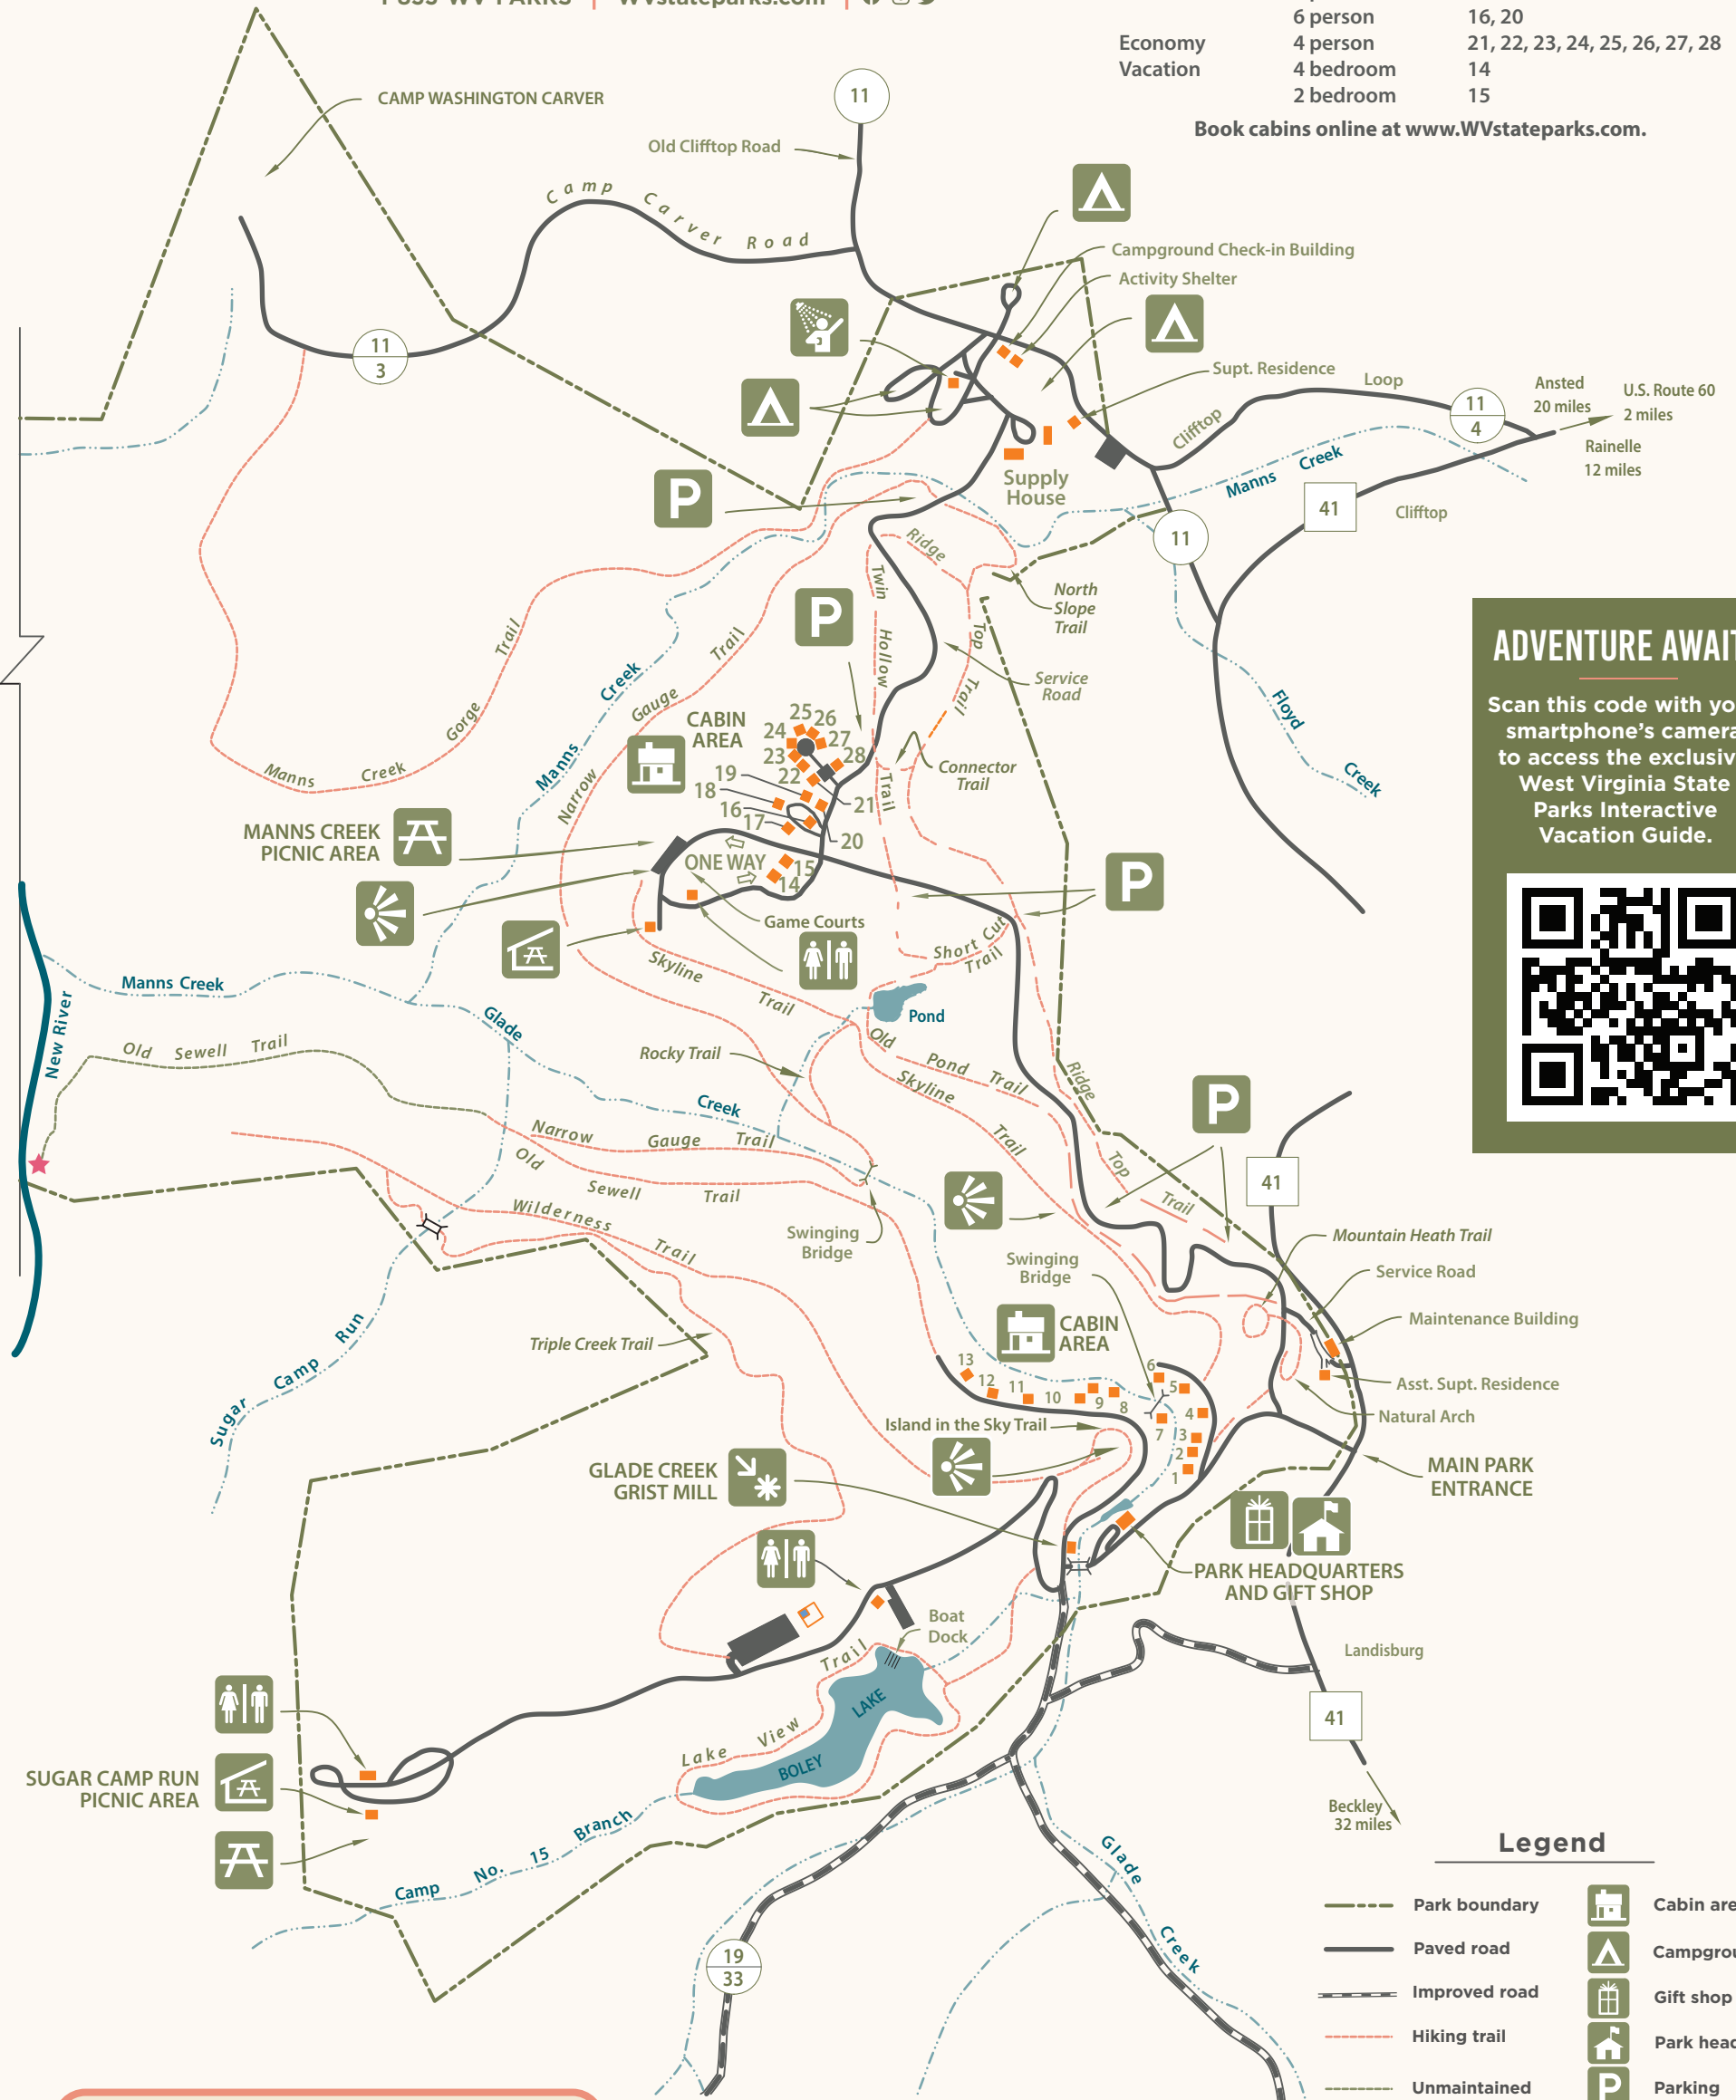 WVstateparks.com
6 person 16, 20
Economy 4 person 21, 22, 23, 24, 25, 26, 27, 28
Vacation 4 bedroom 14
2 bedroom 15
Book cabins online at www.WVstateparks.com.
CAMP WASHINGTON CARVER
11
Old Clifftop Road
Camp Carver Road
Campground Check-in Building
Activity Shelter
11
3
Supt. Residence
Loop
Clifftop
11
4
Ansted
20 miles
U.S. Route 60
2 miles
Rainelle
12 miles
Manns Creek
Supply
House
P
41
Clifftop
11
Ridge
Top
Trail
Twin
Hollow
Trail
North
Slope
Trail
P
Service
Road
Floyd
Creek
Manns Creek
Narrow Gauge Trail
Manns Creek Gorge Trail
CABIN
AREA
25
26
24
27
23
28
22
19
18
21
16
17
20
Connector
Trail
MANNS CREEK
PICNIC AREA
ONE WAY
15
14
P
Game Courts
Short Cut
Trail
Skyline
Trail
Manns Creek
Pond
Glade
Creek
New River
Old Sewell Trail
Rocky Trail
Old Pond Trail
Skyline
Trail
Ridge
Top
Trail
P
Narrow Gauge Trail
Old Sewell Trail
Wilderness
Trail
Swinging
Bridge
Swinging
Bridge
41
Mountain Heath Trail
Service Road
Maintenance Building
CABIN
AREA
Triple Creek Trail
Sugar Camp Run
13
12
11
10
9
8
6
5
4
7
3
2
1
Asst. Supt. Residence
Natural Arch
Island in the Sky Trail
MAIN PARK
ENTRANCE
GLADE CREEK
GRIST MILL
PARK HEADQUARTERS
AND GIFT SHOP
Boat
Dock
Landisburg
41
Lake View Trail
BOLEY
LAKE
SUGAR CAMP RUN
PICNIC AREA
Camp No. 15 Branch
Beckley
32 miles
Glade
Creek
19
33
ADVENTURE AWAIT
Scan this code with yo
smartphone's camera
to access the exclusiv
West Virginia State
Parks Interactive
Vacation Guide.
Legend
Park boundary
Paved road
Improved road
Hiking trail
Unmaintained
Cabin are
Campgrou
Gift shop
Park head
P Parking